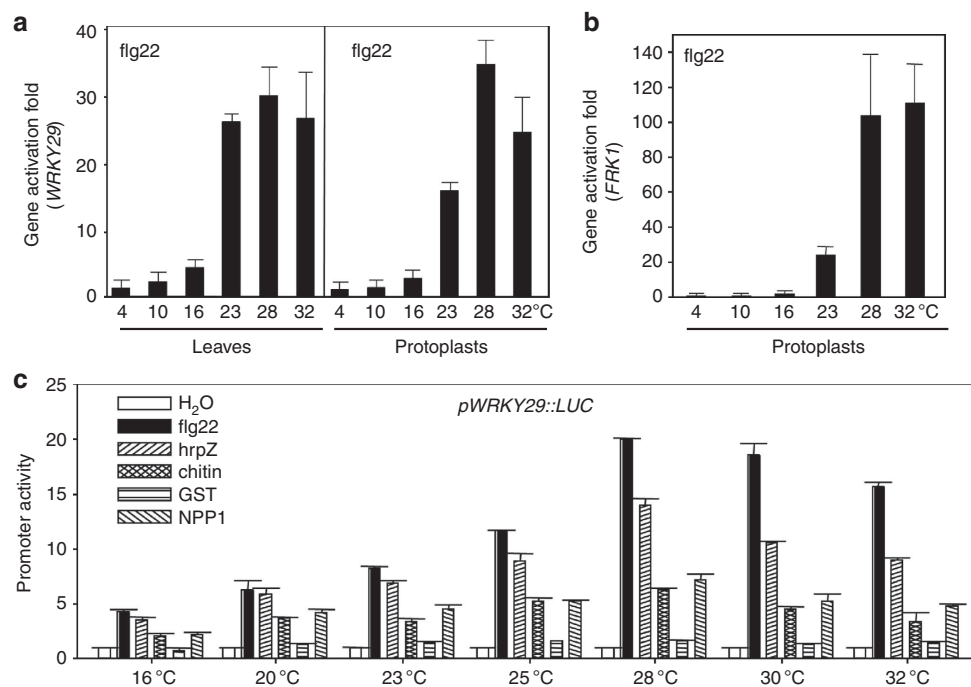 a
flg22
Gene activation fold
(WRKY29)
40
30
20
10
0
4 10 16 23 28 32
Leaves
flg22
4 10 16 23 28 32 °C
Protoplasts
b
flg22
Gene activation fold
(FRK1)
140
120
100
80
60
40
20
0
4 10 16 23 28 32 °C
Protoplasts
c
pWRKY29::LUC
H₂O
flg22
hrpZ
chitin
GST
NPP1
Promoter activity
25
20
15
10
5
0
16 °C 20 °C 23 °C 25 °C 28 °C 30 °C 32 °C